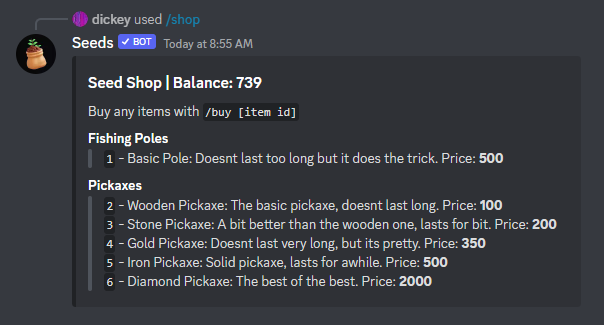 dickey used /shop
Seeds ✓ BOT Today at 8:55 AM
Seed Shop | Balance: 739
Buy any items with /buy [item id]
Fishing Poles
1 - Basic Pole: Doesnt last too long but it does the trick. Price: 500
Pickaxes
2 - Wooden Pickaxe: The basic pickaxe, doesnt last long. Price: 100
3 - Stone Pickaxe: A bit better than the wooden one, lasts for bit. Price: 200
4 - Gold Pickaxe: Doesnt last very long, but its pretty. Price: 350
5 - Iron Pickaxe: Solid pickaxe, lasts for awhile. Price: 500
6 - Diamond Pickaxe: The best of the best. Price: 2000